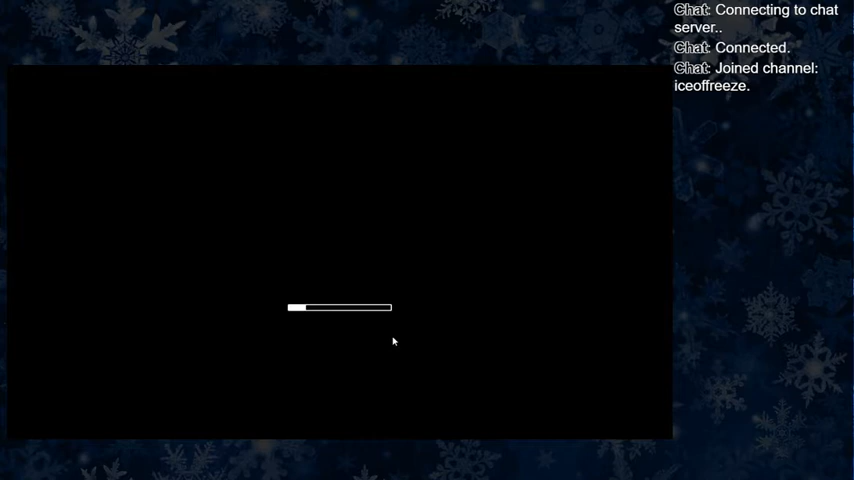 Chat: Connecting to chat
server..
Chat: Connected.
Chat: Joined channel:
iceoffreeze.